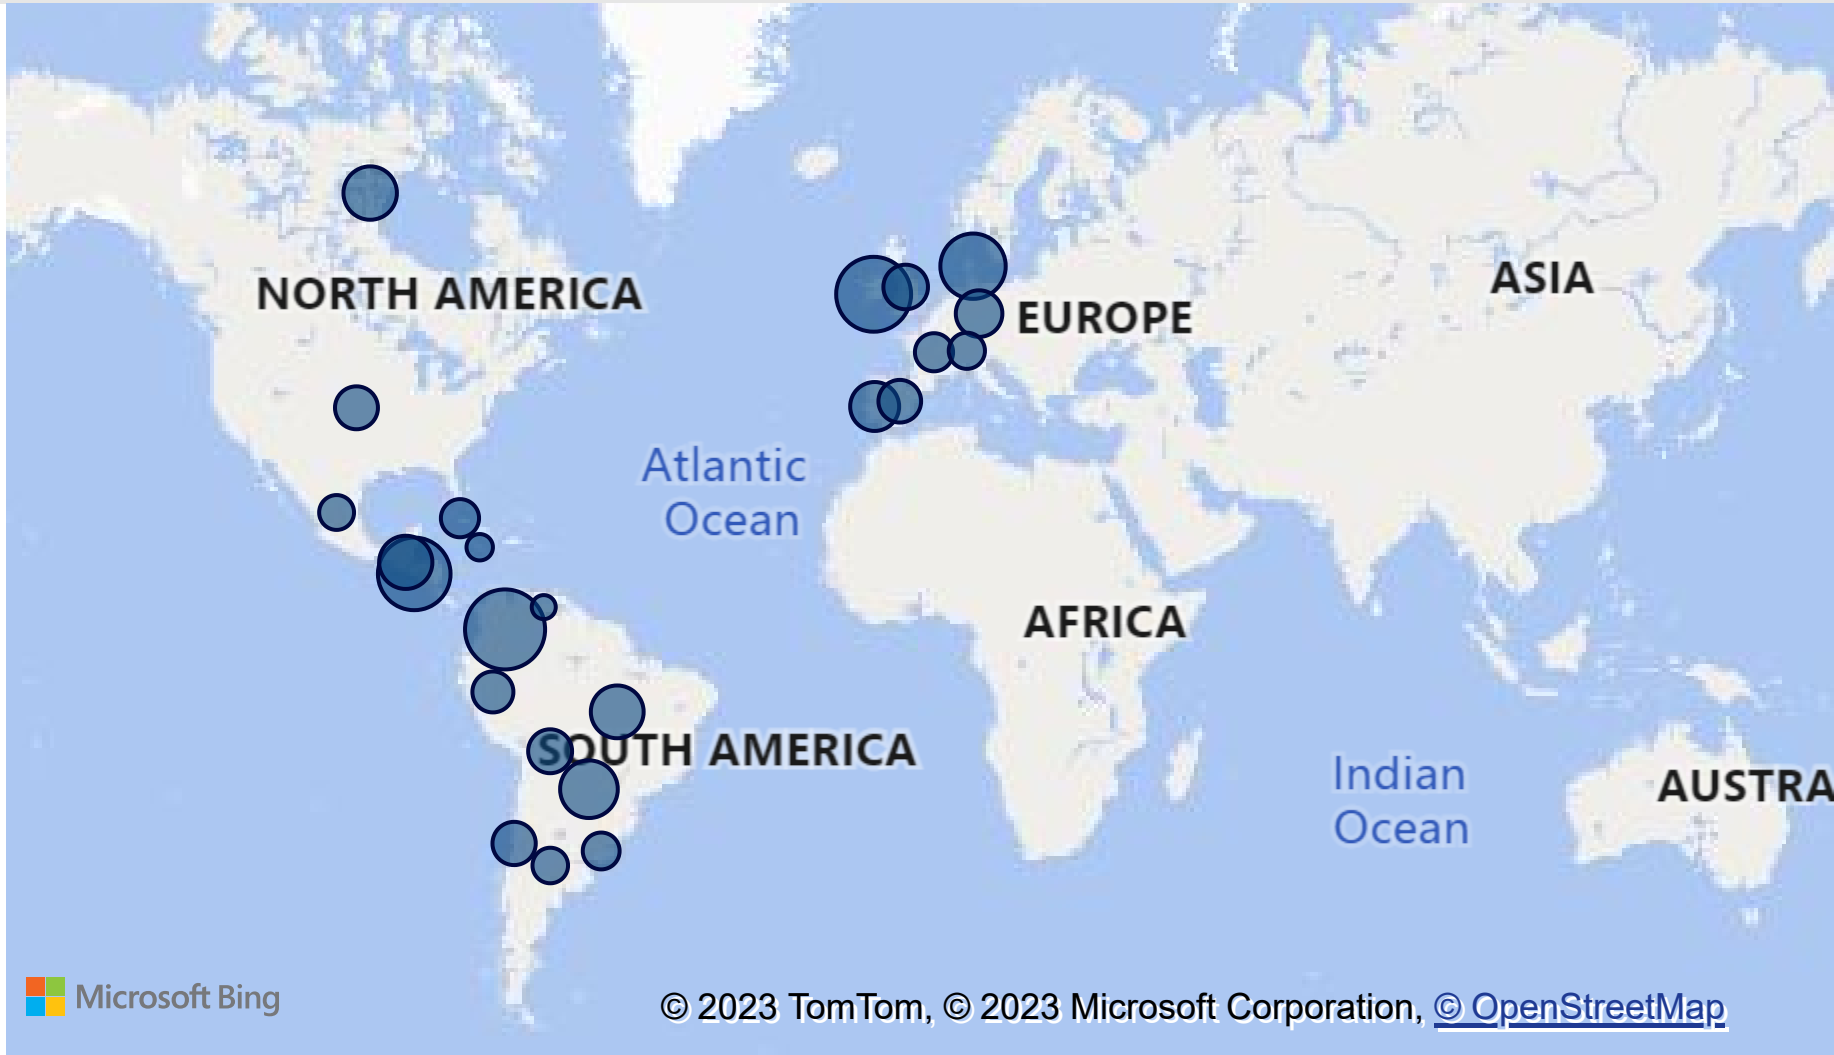 NORTH AMERICA
EUROPE
ASIA
Atlantic
Ocean
AFRICA
SOUTH AMERICA
Indian
Ocean
AUSTRA
Microsoft Bing
© 2023 TomTom, © 2023 Microsoft Corporation, © OpenStreetMap